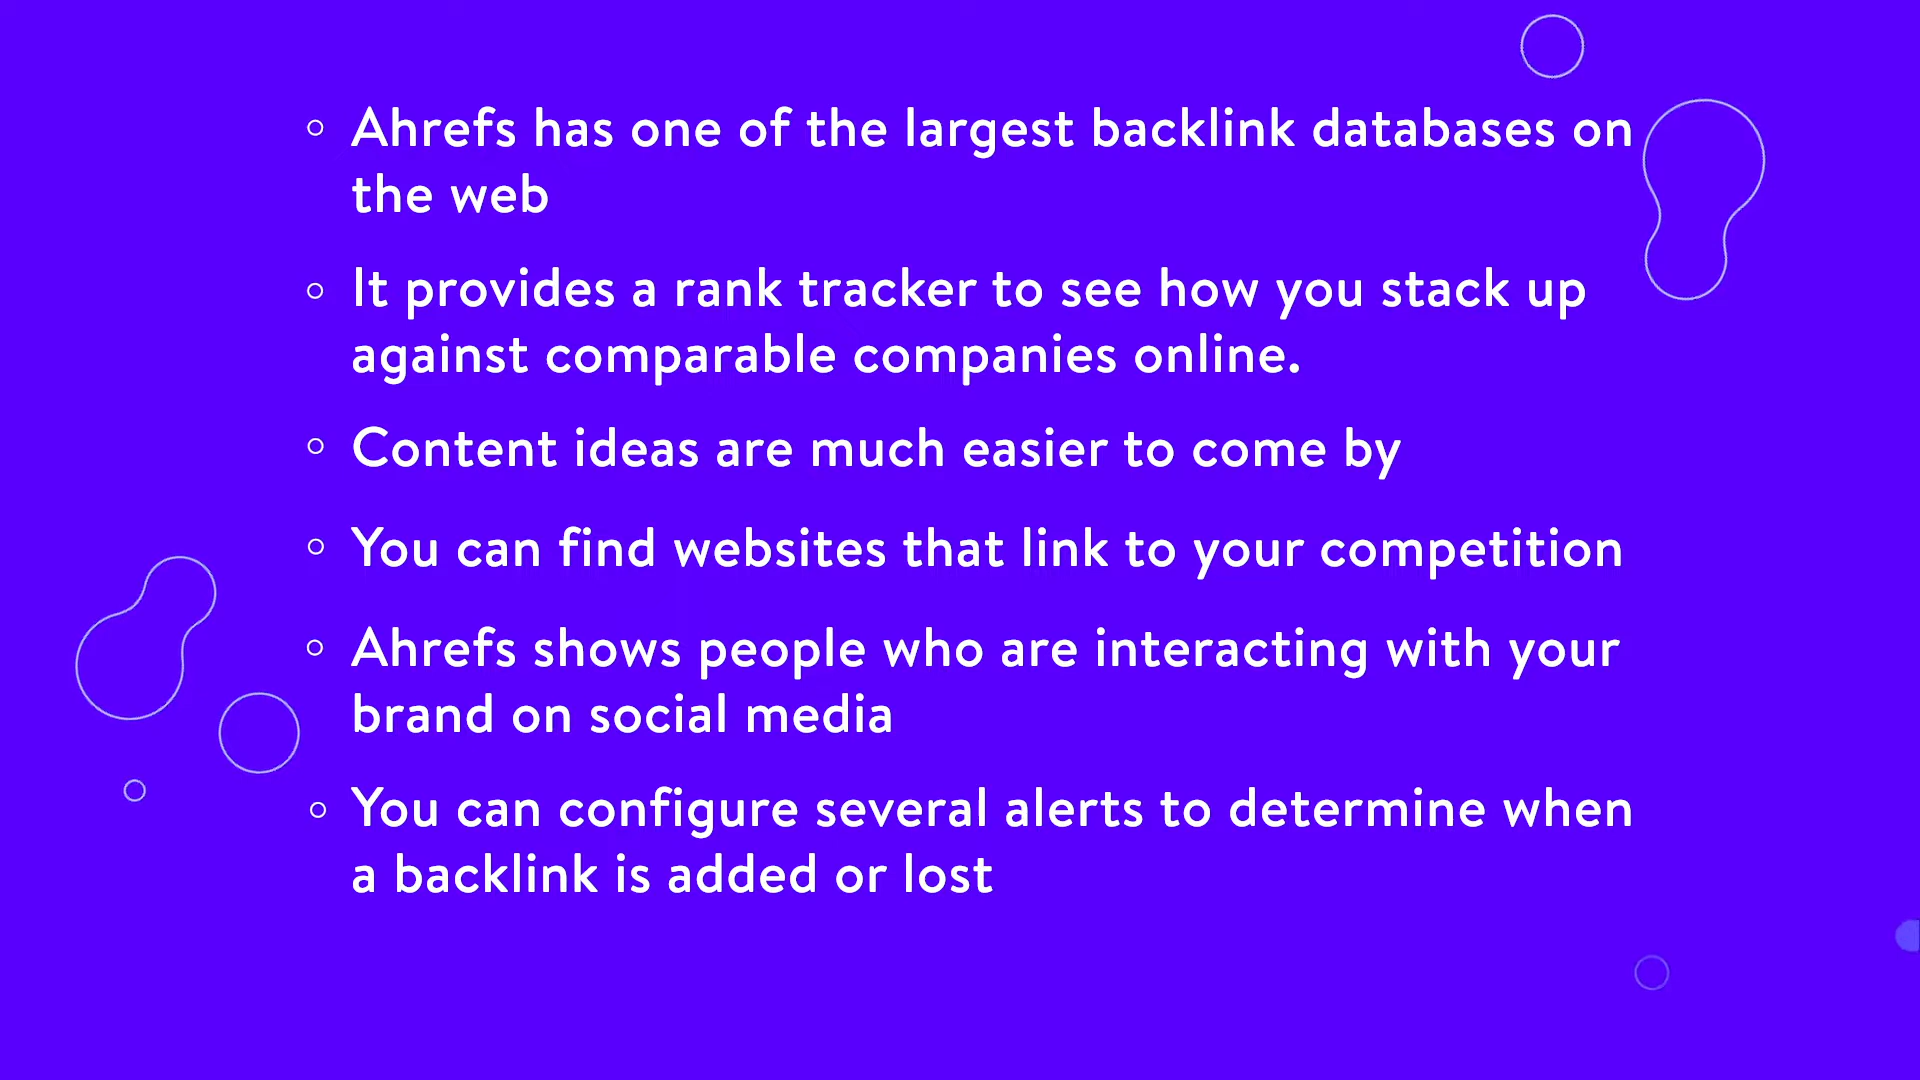 Ahrefs has one of the largest backlink databases on
the web
It provides a rank tracker to see how you stack up
against comparable companies online.
Content ideas are much easier to come by
You can find websites that link to your competition
Ahrefs shows people who are interacting with your
brand on social media
You can configure several alerts to determine when
a backlink is added or lost